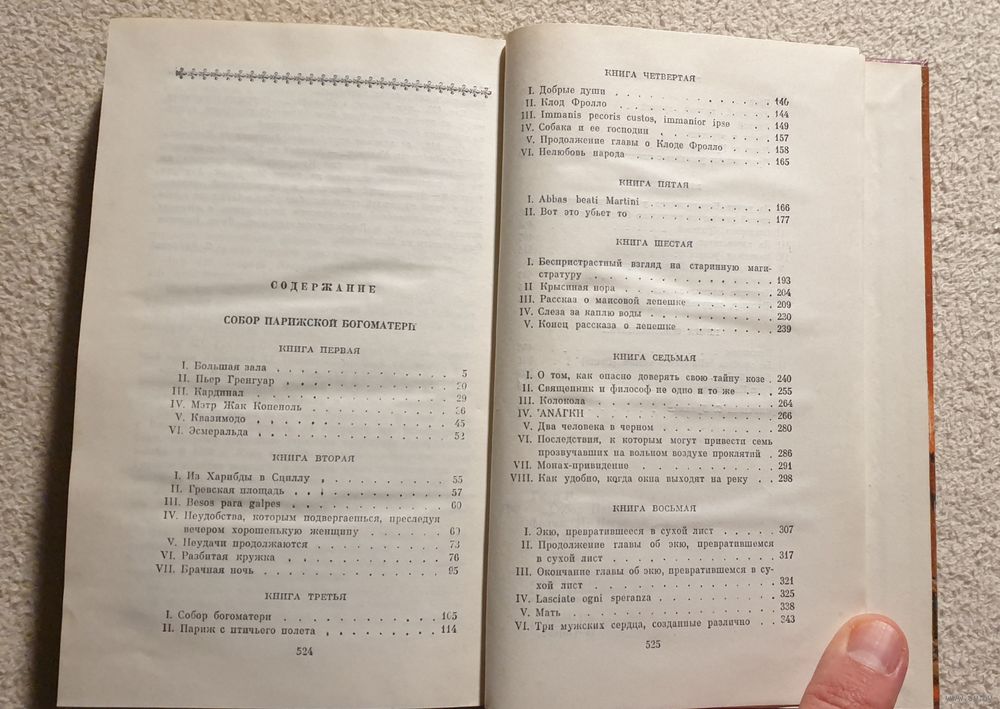 СОДЕРЖАНИЕ
СОБОР ПАРИЖСКОЙ БОГОМАТЕРИ
КНИГА ПЕРВАЯ
I. Большая зала . . . . . . . . . . . . 5
II. Пьер Гренгуар . . . . . . . . . . . . 20
III. Кардинал . . . . . . . . . . . . 29
IV. Мэтр Жак Копеноль . . . . . . . . . . . 36
V. Квазимодо . . . . . . . . . . . . 45
VI. Эсмеральда . . . . . . . . . . . . 52
КНИГА ВТОРАЯ
I. Из Харибды в Сциллу . . . . . . . . . . 55
II. Гревская площадь . . . . . . . . . . . 57
III. Besos para golpes . . . . . . . . . . . 60
IV. Неудобства, которым подвергаешься, преследуя
вечером хорошенькую женщину . . . . . 69
V. Неудачи продолжаются . . . . . . . . . 73
VI. Разбитая кружка . . . . . . . . . . . 76
VII. Брачная ночь . . . . . . . . . . . . 95
КНИГА ТРЕТЬЯ
I. Собор богоматери . . . . . . . . . . . 105
II. Париж с птичьего полета . . . . . . . . . 114
524
КНИГА ЧЕТВЕРТАЯ
I. Добрые души . . . . . . . . . . . 140
II. Клод Фролло . . . . . . . . . . . 144
III. Immanis pecoris custos, immanior ipse . . . 149
IV. Собака и ее господин . . . . . . . . 157
V. Продолжение главы о Клоде Фролло . . . . 158
VI. Нелюбовь народа . . . . . . . . . . 165
КНИГА ПЯТАЯ
I. Abbas beati Martini . . . . . . . . . . 166
II. Вот это убьет то . . . . . . . . . . 177
КНИГА ШЕСТАЯ
I. Беспристрастный взгляд на старинную маги-
стратуру . . . . . . . . . . . . 193
II Крысиная нора . . . . . . . . . . . 204
III. Рассказ о маисовой лепешке . . . . . . . 209
IV. Слеза за каплю воды . . . . . . . . . 230
V. Конец рассказа о лепешке . . . . . . . 239
КНИГА СЕДЬМАЯ
I. О том, как опасно доверять свою тайну козе . 240
II. Священник и философ не одно и то же . . . 255
III. Колокола . . . . . . . . . . . . 264
IV. ʼАΝÁГКН . . . . . . . . . . . . 266
V. Два человека в черном . . . . . . . . 280
VI. Последствия, к которым могут привести семь
прозвучавших на вольном воздухе проклятий . 286
VII. Монах-привидение . . . . . . . . . . 291
VIII. Как удобно, когда окна выходят на реку . . 298
КНИГА ВОСЬМАЯ
I. Экю, превратившееся в сухой лист . . . . . 307
II. Продолжение главы об экю, превратившемся
в сухой лист . . . . . . . . . . . 317
III. Окончание главы об экю, превратившемся в су-
хой лист . . . . . . . . . . . . 321
IV. Lasciate ogni speranza . . . . . . . . . 325
V. Мать . . . . . . . . . . . . . 338
VI. Три мужских сердца, созданные различно . . 343
525